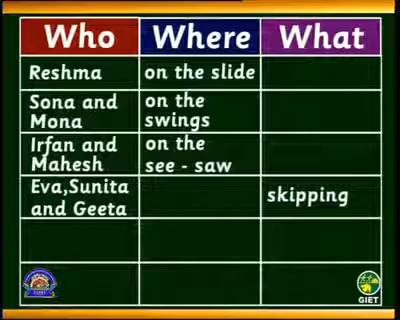 Who Where What
Reshma on the slide
Sona and on the
Mona swings
Irfan and on the
Mahesh see - saw
Eva,Sunita
and Geeta skipping
GIET